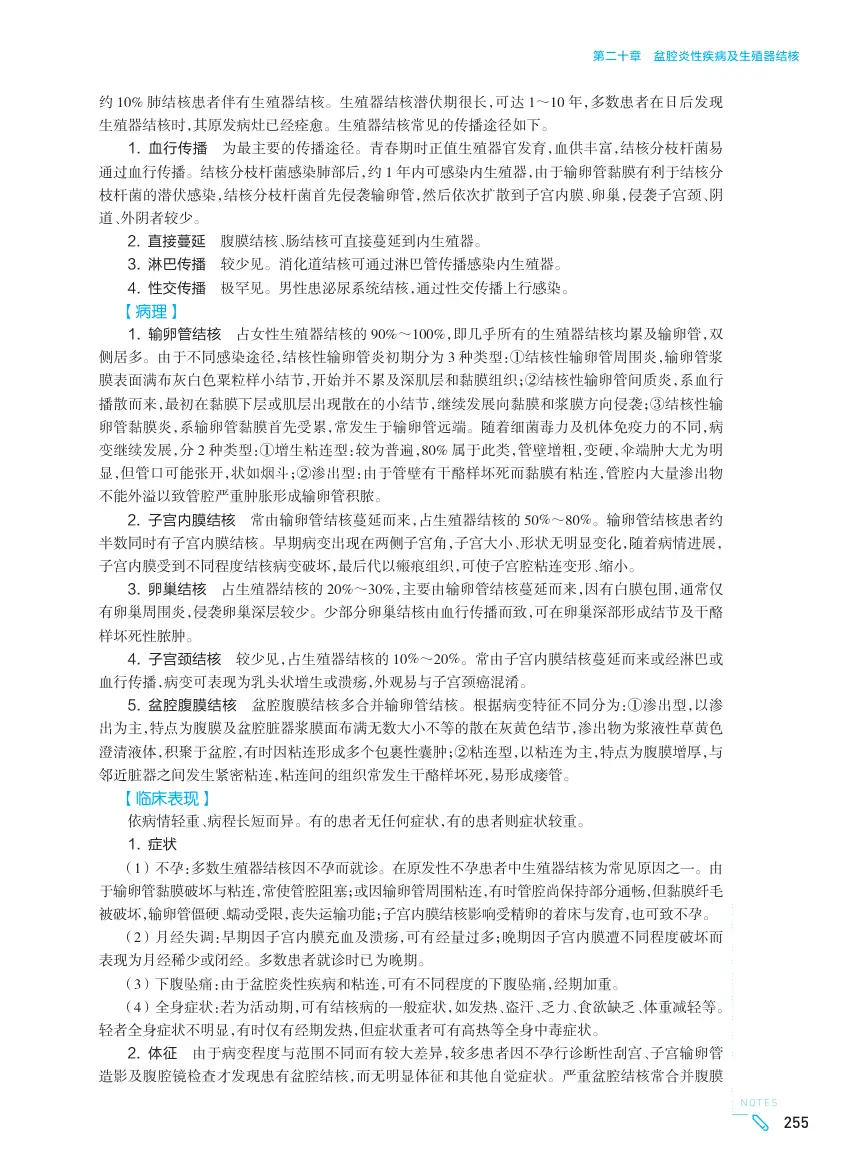 第二十章 盆腔炎性疾病及生殖器结核
约 10% 肺结核患者伴有生殖器结核。生殖器结核潜伏期很长,可达 1～10 年,多数患者在日后发现
生殖器结核时,其原发病灶已经痊愈。生殖器结核常见的传播途径如下。
1. 血行传播 为最主要的传播途径。青春期时正值生殖器官发育,血供丰富,结核分枝杆菌易
通过血行传播。结核分枝杆菌感染肺部后,约 1 年内可感染内生殖器,由于输卵管黏膜有利于结核分
枝杆菌的潜伏感染,结核分枝杆菌首先侵袭输卵管,然后依次扩散到子宫内膜、卵巢,侵袭子宫颈、阴
道、外阴者较少。
2. 直接蔓延 腹膜结核、肠结核可直接蔓延到内生殖器。
3. 淋巴传播 较少见。消化道结核可通过淋巴管传播感染内生殖器。
4. 性交传播 极罕见。男性患泌尿系统结核,通过性交传播上行感染。
【病理】
1. 输卵管结核 占女性生殖器结核的 90%～100%,即几乎所有的生殖器结核均累及输卵管,双
侧居多。由于不同感染途径,结核性输卵管炎初期分为 3 种类型:①结核性输卵管周围炎,输卵管浆
膜表面满布灰白色粟粒样小结节,开始并不累及深肌层和黏膜组织;②结核性输卵管间质炎,系血行
播散而来,最初在黏膜下层或肌层出现散在的小结节,继续发展向黏膜和浆膜方向侵袭;③结核性输
卵管黏膜炎,系输卵管黏膜首先受累,常发生于输卵管远端。随着细菌毒力及机体免疫力的不同,病
变继续发展,分 2 种类型:①增生粘连型:较为普遍,80% 属于此类,管壁增粗,变硬,伞端肿大尤为明
显,但管口可能张开,状如烟斗;②渗出型:由于管壁有干酪样坏死而黏膜有粘连,管腔内大量渗出物
不能外溢以致管腔严重肿胀形成输卵管积脓。
2. 子宫内膜结核 常由输卵管结核蔓延而来,占生殖器结核的 50%～80%。输卵管结核患者约
半数同时有子宫内膜结核。早期病变出现在两侧子宫角,子宫大小、形状无明显变化,随着病情进展,
子宫内膜受到不同程度结核病变破坏,最后代以瘢痕组织,可使子宫腔粘连变形、缩小。
3. 卵巢结核 占生殖器结核的 20%～30%,主要由输卵管结核蔓延而来,因有白膜包围,通常仅
有卵巢周围炎,侵袭卵巢深层较少。少部分卵巢结核由血行传播而致,可在卵巢深部形成结节及干酪
样坏死性脓肿。
4. 子宫颈结核 较少见,占生殖器结核的 10%～20%。常由子宫内膜结核蔓延而来或经淋巴或
血行传播,病变可表现为乳头状增生或溃疡,外观易与子宫颈癌混淆。
5. 盆腔腹膜结核 盆腔腹膜结核多合并输卵管结核。根据病变特征不同分为:①渗出型,以渗
出为主,特点为腹膜及盆腔脏器浆膜面布满无数大小不等的散在灰黄色结节,渗出物为浆液性草黄色
澄清液体,积聚于盆腔,有时因粘连形成多个包裹性囊肿;②粘连型,以粘连为主,特点为腹膜增厚,与
邻近脏器之间发生紧密粘连,粘连间的组织常发生干酪样坏死,易形成瘘管。
【临床表现】
依病情轻重、病程长短而异。有的患者无任何症状,有的患者则症状较重。
1. 症状
（1）不孕:多数生殖器结核因不孕而就诊。在原发性不孕患者中生殖器结核为常见原因之一。由
于输卵管黏膜破坏与粘连,常使管腔阻塞;或因输卵管周围粘连,有时管腔尚保持部分通畅,但黏膜纤毛
被破坏,输卵管僵硬、蠕动受限,丧失运输功能;子宫内膜结核影响受精卵的着床与发育,也可致不孕。
（2）月经失调:早期因子宫内膜充血及溃疡,可有经量过多;晚期因子宫内膜遭不同程度破坏而
表现为月经稀少或闭经。多数患者就诊时已为晚期。
（3）下腹坠痛:由于盆腔炎性疾病和粘连,可有不同程度的下腹坠痛,经期加重。
（4）全身症状:若为活动期,可有结核病的一般症状,如发热、盗汗、乏力、食欲缺乏、体重减轻等。
轻者全身症状不明显,有时仅有经期发热,但症状重者可有高热等全身中毒症状。
2. 体征 由于病变程度与范围不同而有较大差异,较多患者因不孕行诊断性刮宫、子宫输卵管
造影及腹腔镜检查才发现患有盆腔结核,而无明显体征和其他自觉症状。严重盆腔结核常合并腹膜
NOTES
255